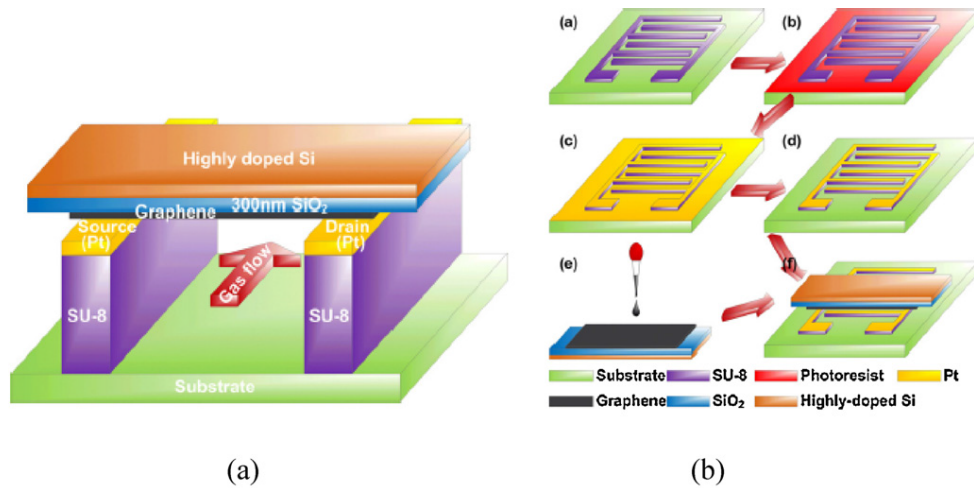 Highly doped Si
300nm SiO₂
Graphene
Source
(Pt)
Drain
(Pt)
Gas flow
SU-8
SU-8
Substrate
(a)
(b)
(a)
(b)
(c)
(d)
(e)
(f)
Substrate SU-8 Photoresist Pt
Graphene SiO₂ Highly-doped Si
(a)
(b)